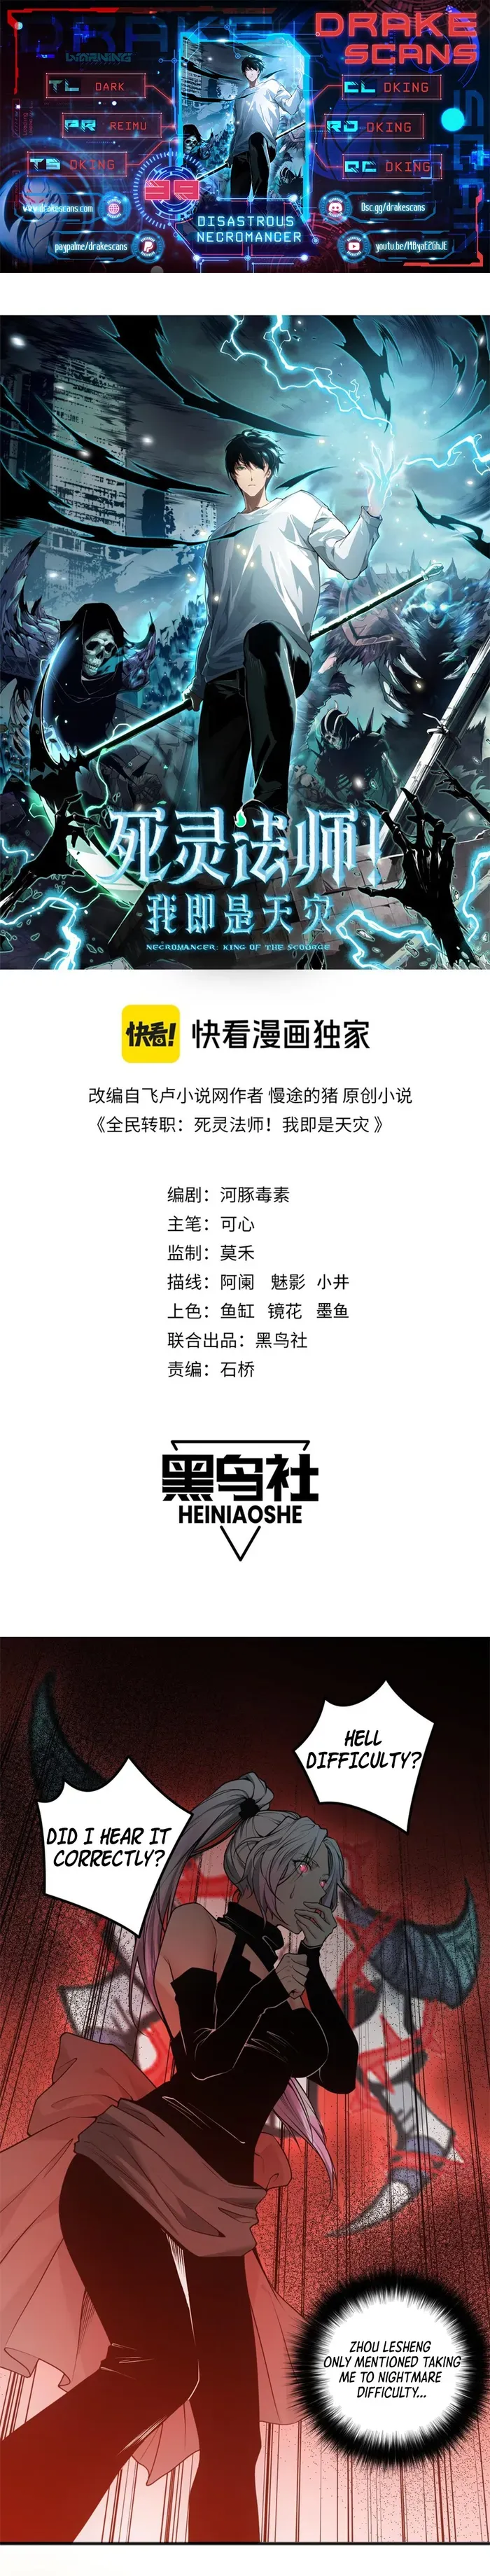 DRAKE
SCANS
TL DARK
CL DKING
PR REIMU
RD DKING
TS DKING
QC DKING
39
www.drakescans.com
Dsc.gg/drakescans
DISASTROUS
NECROMANCER
paypalme/drakescans
死灵法师!
我即是天灾
NECROMANCER: KING OF THE SCOURGE
快看! 快看漫画独家
改编自飞卢小说网作者 慢途的猪 原创小说
《全民转职：死灵法师！我即是天灾 》
编剧：河豚毒素
主笔：可心
监制：莫禾
描线：阿阑 魅影 小井
上色：鱼缸 镜花 墨鱼
联合出品：黑鸟社
责编：石桥
黑鸟社
HEINIAOSHE
HELL
DIFFICULTY?
DID I HEAR IT
CORRECTLY?
ZHOU LESHENG
ONLY MENTIONED TAKING
ME TO NIGHTMARE
DIFFICULTY...